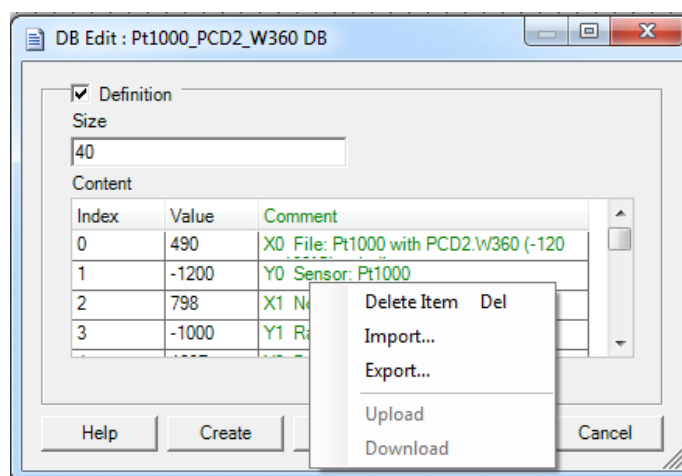 DB Edit : Pt1000_PCD2_W360 DB
Definition
Size
40
Content
Index Value Comment
0 490 X0 File: Pt1000 with PCD2.W360 (-120
1 -1200 Y0 Sensor: Pt1000
2 798 X1
3 -1000 Y1
Delete Item Del
Import...
Export...
Upload
Download
Help Create Cancel